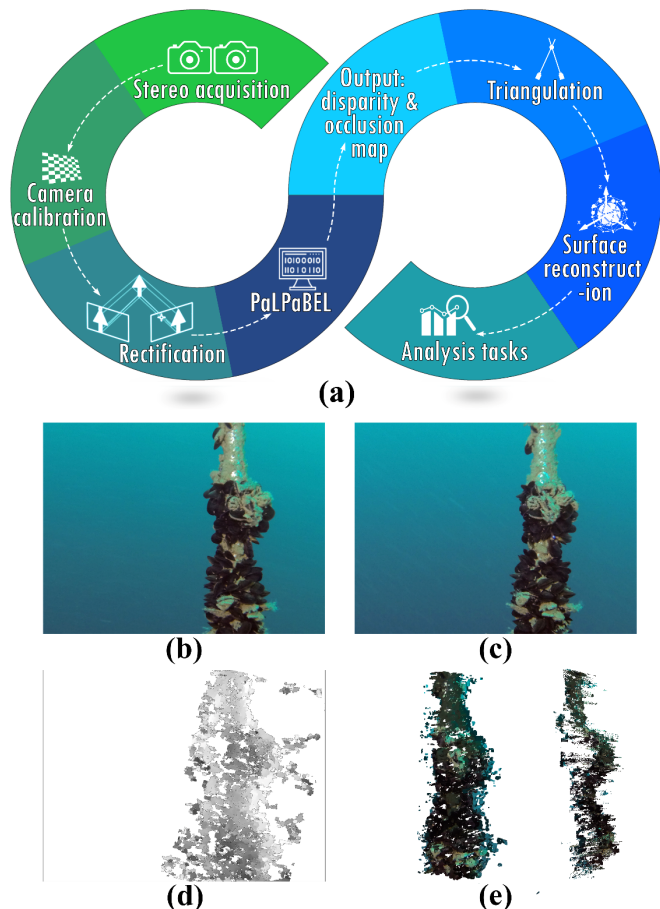 Stereo acquisition
Camera
calibration
Rectification
10100010
11010110
PaLPaBEL
Output:
disparity &
occlusion
map
Triangulation
Surface
reconstruct
-ion
Analysis tasks
(a)
(b)
(c)
(d)
(e)